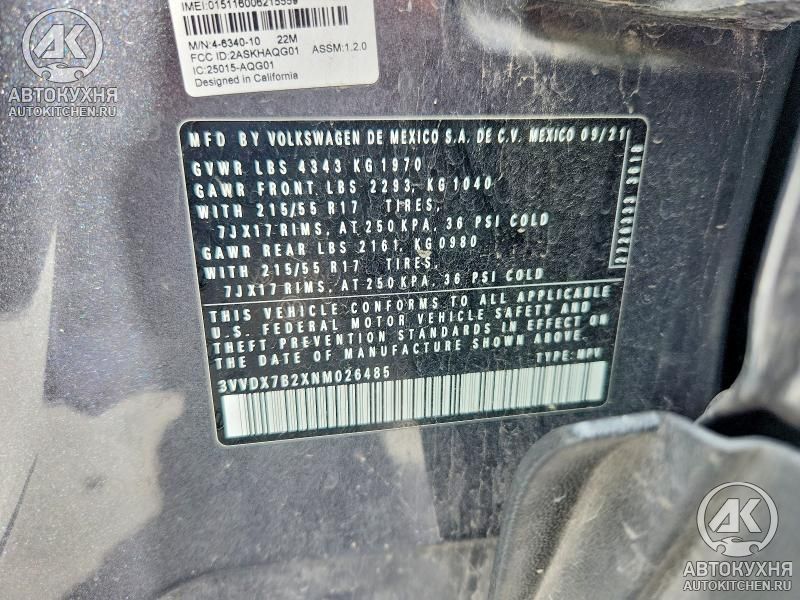 IMEI:015116006215559
M/N:4-6340-10 22M
FCC ID:2ASKHAQG01 ASSM:1.2.0
IC:25015-AQG01
Designed in California
MFD BY VOLKSWAGEN DE MEXICO S.A. DE C.V. MEXICO 09/21
GVWR LBS 4343 KG 1970
GAWR FRONT LBS 2293, KG 1040
WITH 215/55 R17 TIRES,
7JX17 RIMS, AT 250 KPA, 36 PSI COLD
GAWR REAR LBS 2161, KG 0980
WITH 215/55 R17 TIRES,
7JX17 RIMS, AT 250 KPA, 36 PSI COLD
THIS VEHICLE CONFORMS TO ALL APPLICABLE
U.S. FEDERAL MOTOR VEHICLE SAFETY AND
THEFT PREVENTION STANDARDS IN EFFECT ON
THE DATE OF MANUFACTURE SHOWN ABOVE.
TYPE: MPV
3VVDX7B2XNM026485
АК
АВТОКУХНЯ
AUTOKITCHEN.RU
АК
АВТОКУХНЯ
AUTOKITCHEN.RU